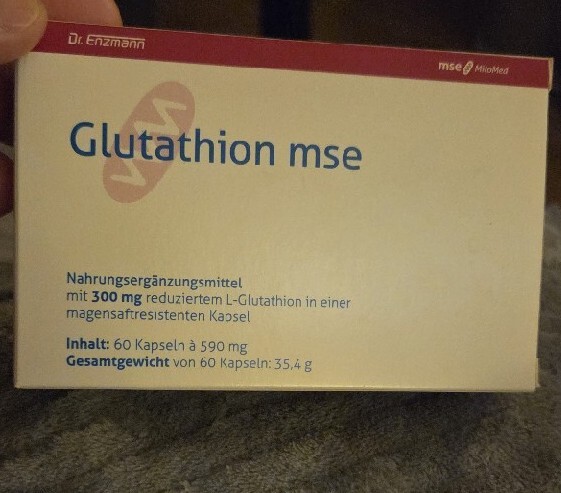 Dr. Enzmann
mse MitoMed
Glutathion mse
Nahrungsergänzungsmittel
mit 300 mg reduziertem L-Glutathion in einer
magensaftresistenten Kapsel
Inhalt: 60 Kapseln à 590 mg
Gesamtgewicht von 60 Kapseln: 35,4 g